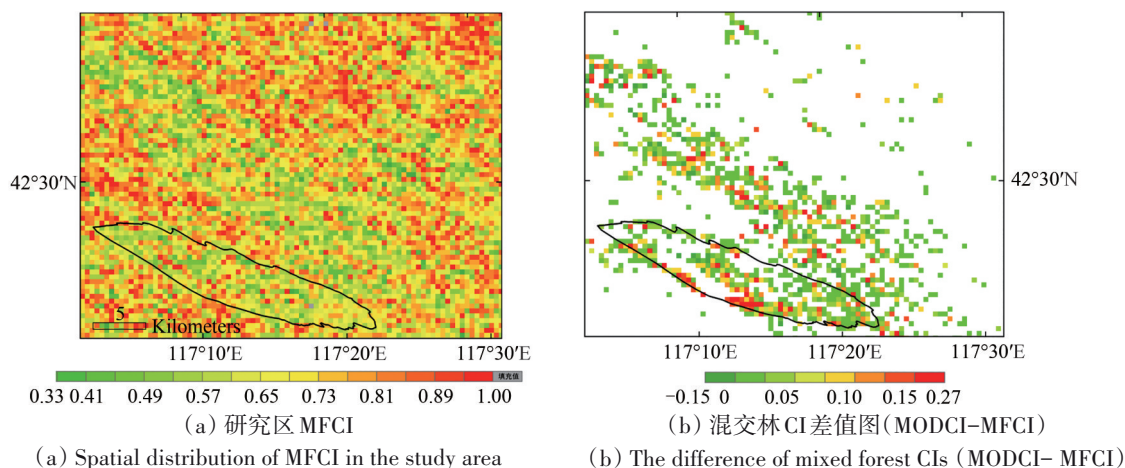 42°30′N
5
Kilometers
117°10′E 117°20′E 117°30′E
填充值
0.33 0.41 0.49 0.57 0.65 0.73 0.81 0.89 1.00
(a) 研究区 MFCI
(a) Spatial distribution of MFCI in the study area
42°30′N
117°10′E 117°20′E 117°30′E
−0.15 0 0.05 0.10 0.15 0.27
(b) 混交林 CI 差值图(MODCI−MFCI)
(b) The difference of mixed forest CIs (MODCI− MFCI)